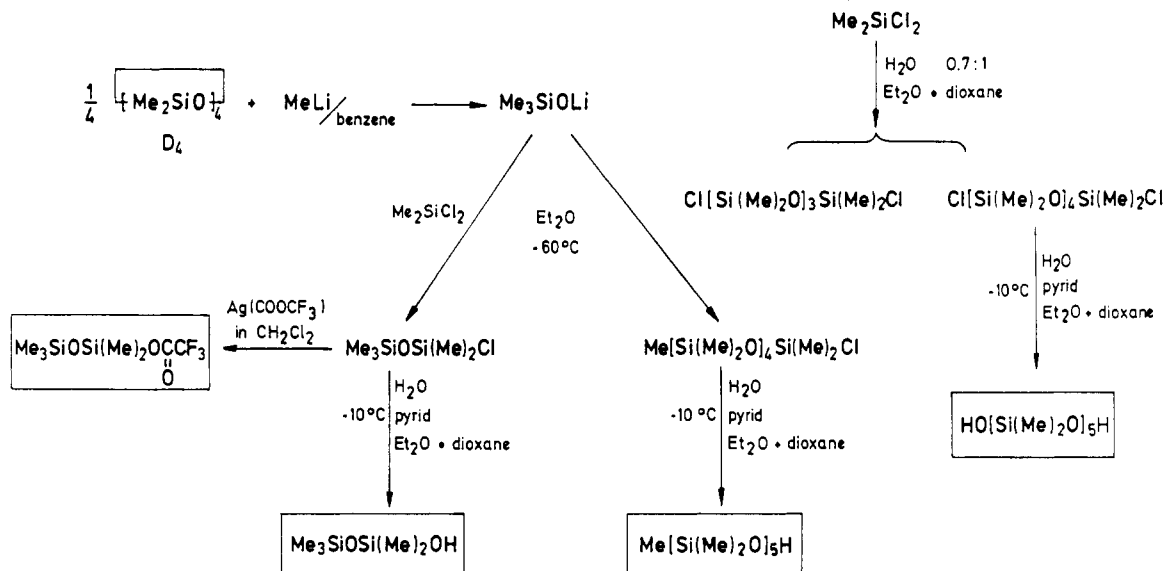 Me₂SiCl₂
H₂O 0.7:1
Et₂O + dioxane
1/4 [Me₂SiO]₄ + MeLi/benzene
Me₃SiOLi
D₄
Cl[Si(Me)₂O]₃Si(Me)₂Cl
Cl[Si(Me)₂O]₄Si(Me)₂Cl
Me₂SiCl₂
Et₂O
-60°C
H₂O
-10°C pyrid
Et₂O + dioxane
Ag(COOCF₃)
in CH₂Cl₂
Me₃SiOSi(Me)₂OCCF₃
O
Me₃SiOSi(Me)₂Cl
Me[Si(Me)₂O]₄Si(Me)₂Cl
H₂O
-10°C pyrid
Et₂O + dioxane
H₂O
-10°C pyrid
Et₂O + dioxane
HO[Si(Me)₂O]₅H
Me₃SiOSi(Me)₂OH
Me[Si(Me)₂O]₅H